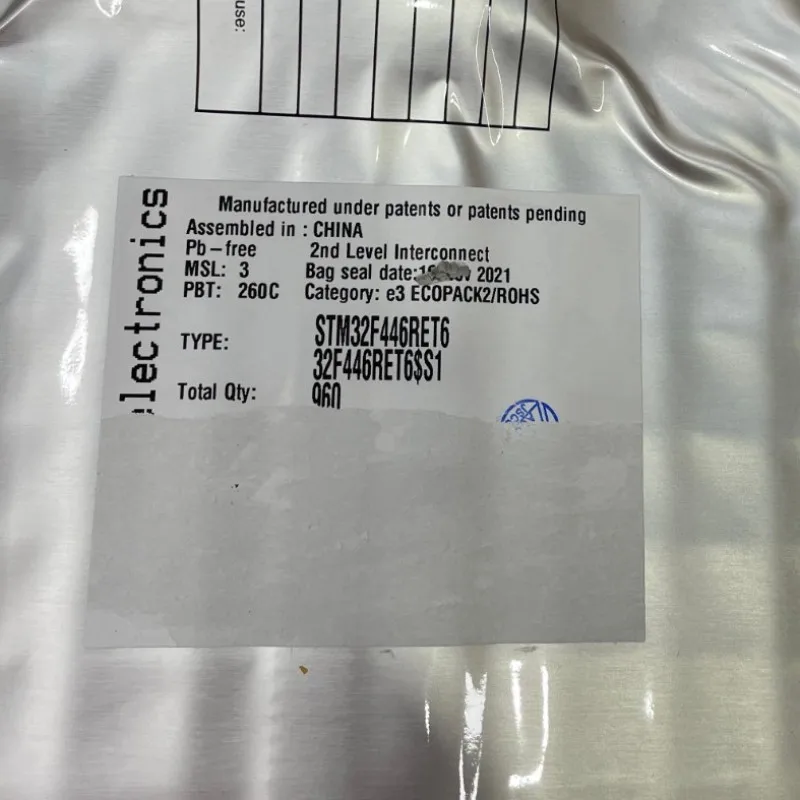 use:
electronics
Manufactured under patents or patents pending
Assembled in : CHINA
Pb-free 2nd Level Interconnect
MSL: 3 Bag seal date: 2021
PBT: 260C Category: e3 ECOPACK2/ROHS
TYPE: STM32F446RET6
32F446RET6$S1
Total Qty: 960